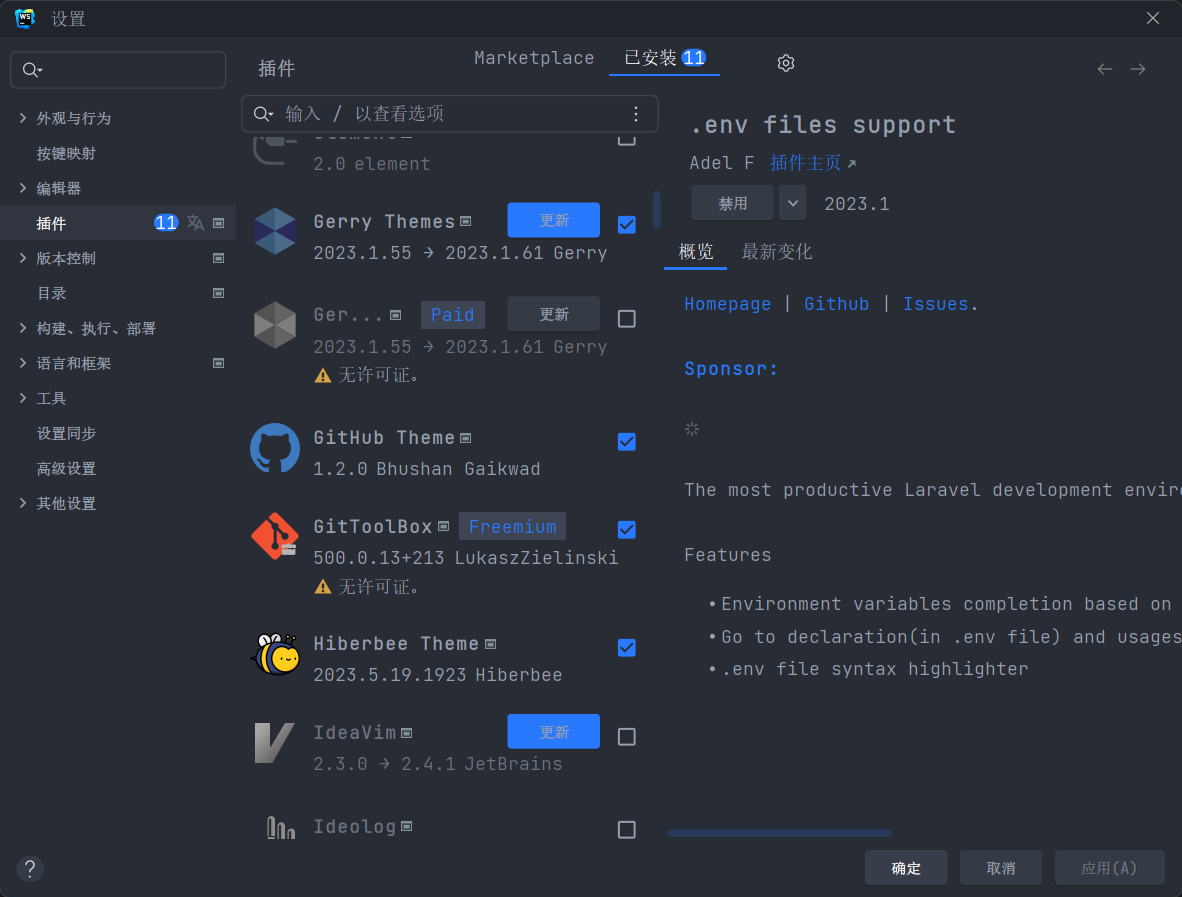 WS
设置
外观与行为
按键映射
编辑器
插件 11
版本控制
目录
构建、执行、部署
语言和框架
工具
设置同步
高级设置
其他设置
?
插件
Marketplace
已安装 11
输入 / 以查看选项
2.0 element
Gerry Themes 更新
2023.1.55 → 2023.1.61 Gerry
Ger... Paid 更新
2023.1.55 → 2023.1.61 Gerry
无许可证。
GitHub Theme
1.2.0 Bhushan Gaikwad
GitToolBox Freemium
500.0.13+213 LukaszZielinski
无许可证。
Hiberbee Theme
2023.5.19.1923 Hiberbee
IdeaVim 更新
2.3.0 → 2.4.1 JetBrains
Ideolog
.env files support
Adel F 插件主页
禁用 2023.1
概览 最新变化
Homepage | Github | Issues.
Sponsor:
The most productive Laravel development envir
Features
•Environment variables completion based on
•Go to declaration(in .env file) and usages
•.env file syntax highlighter
确定 取消 应用(A)